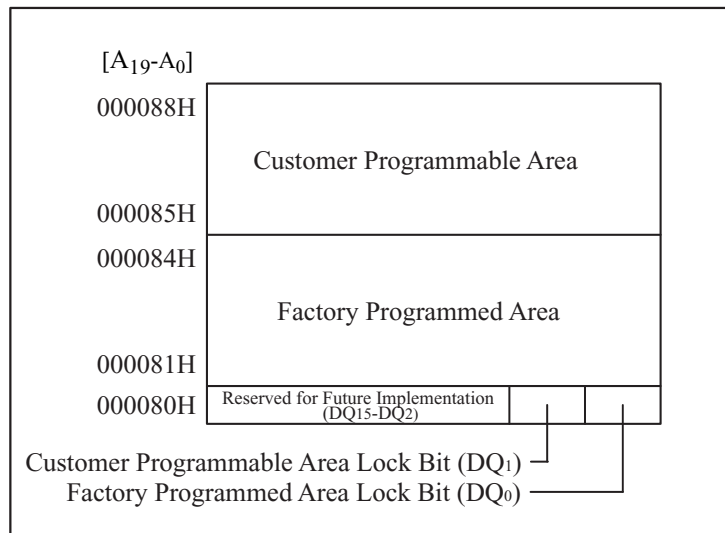 [A19-A0]
000088H
Customer Programmable Area
000085H
000084H
Factory Programmed Area
000081H
000080H
Reserved for Future Implementation
(DQ15-DQ2)
Customer Programmable Area Lock Bit (DQ1)
Factory Programmed Area Lock Bit (DQ0)